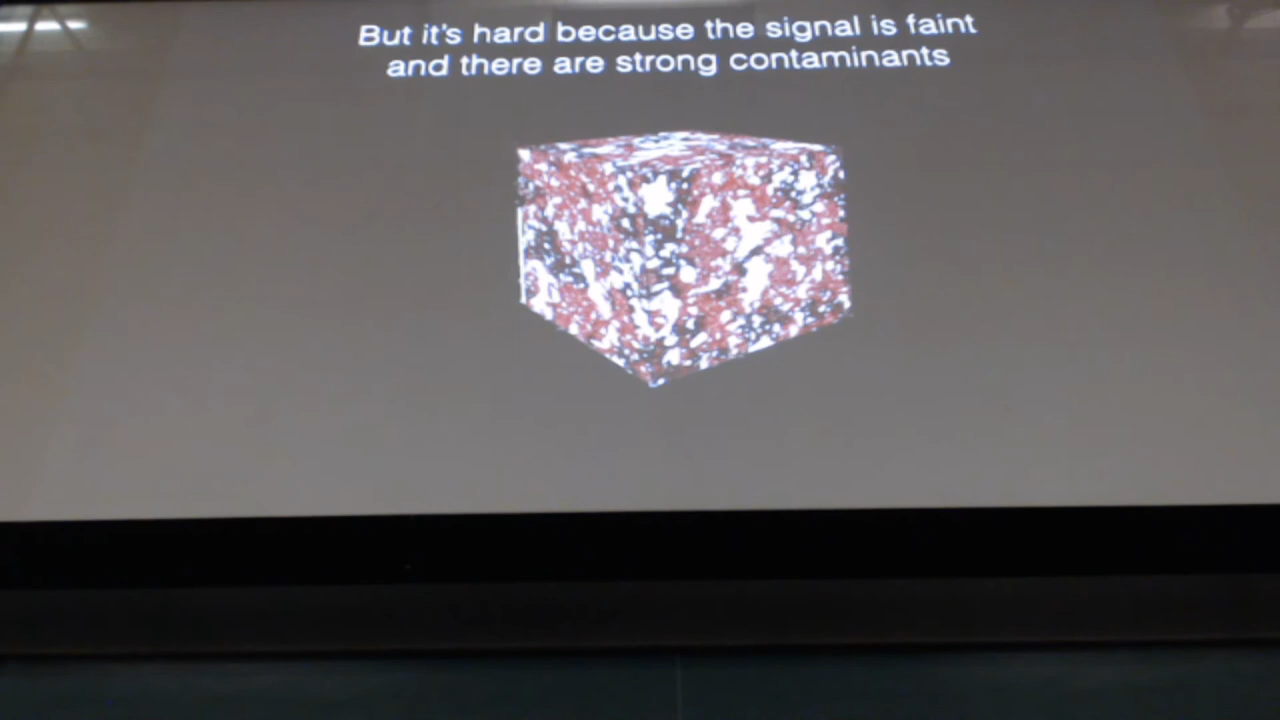 But it's hard because the signal is faint
and there are strong contaminants